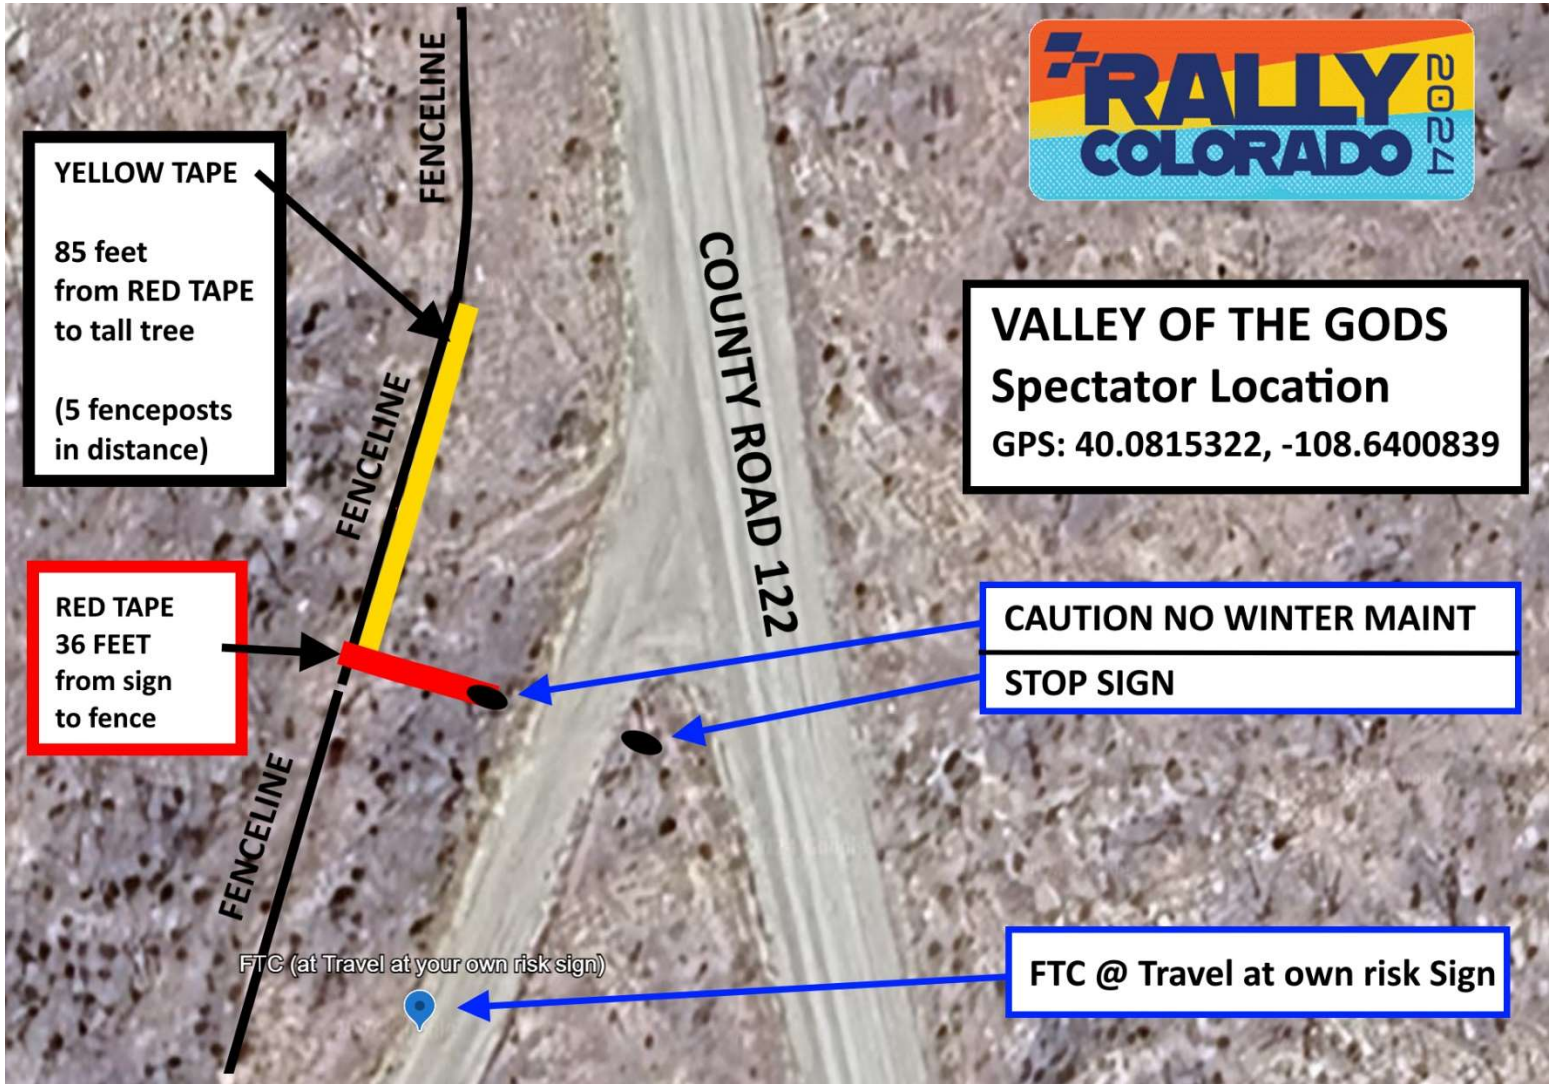 FENCELINE
RALLY
COLORADO
2024
YELLOW TAPE
85 feet
from RED TAPE
to tall tree
(5 fenceposts
in distance)
COUNTY ROAD 122
VALLEY OF THE GODS
Spectator Location
GPS: 40.0815322, -108.6400839
FENCELINE
RED TAPE
36 FEET
from sign
to fence
CAUTION NO WINTER MAINT
STOP SIGN
FENCELINE
FTC (at Travel at your own risk sign)
FTC @ Travel at own risk Sign